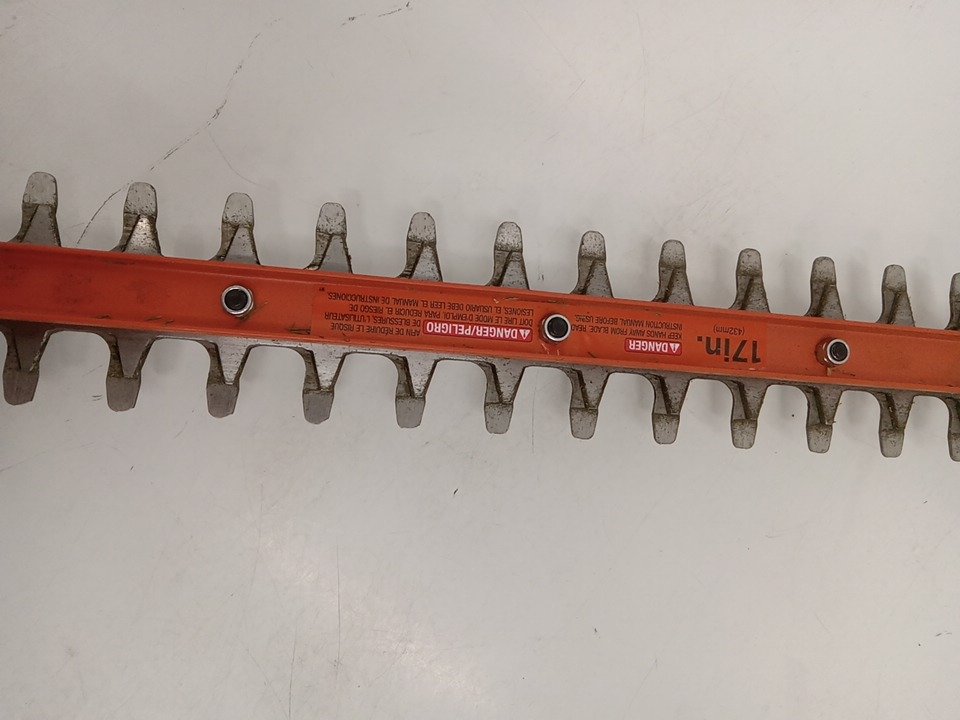 17in.
(432mm)
DANGER
KEEP HANDS AWAY FROM BLADE. READ
INSTRUCTION MANUAL BEFORE USING.
DANGER/PELIGRO
AFIN DE RÉDUIRE LE RISQUE
DE BLESSURES, L'UTILISATEUR
DOIT LIRE LE MODE D'EMPLOI. PARA REDUCIR EL RIESGO DE
LESIONES, EL USUARIO DEBE LEER EL MANUAL DE INSTRUCCIONES.